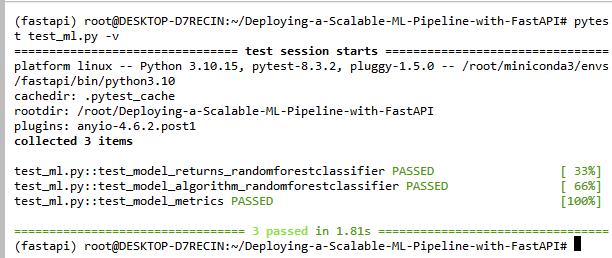 (fastapi) root@DESKTOP-D7RECIN:~/Deploying-a-Scalable-ML-Pipeline-with-FastAPI# pytes
t test_ml.py -v
============================== test session starts ==============================
platform linux -- Python 3.10.15, pytest-8.3.2, pluggy-1.5.0 -- /root/miniconda3/envs
/fastapi/bin/python3.10
cachedir: .pytest_cache
rootdir: /root/Deploying-a-Scalable-ML-Pipeline-with-FastAPI
plugins: anyio-4.6.2.post1
collected 3 items
test_ml.py::test_model_returns_randomforestclassifier PASSED [ 33%]
test_ml.py::test_model_algorithm_randomforestclassifier PASSED [ 66%]
test_ml.py::test_model_metrics PASSED [100%]
=============================== 3 passed in 1.81s ===============================
(fastapi) root@DESKTOP-D7RECIN:~/Deploying-a-Scalable-ML-Pipeline-with-FastAPI#